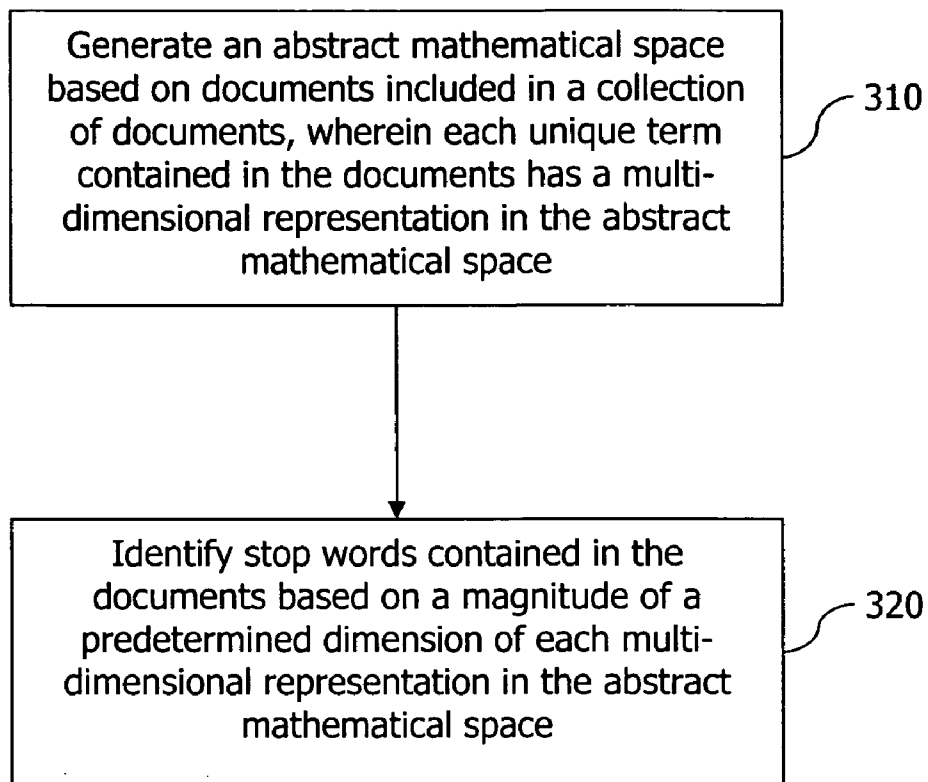 Generate an abstract mathematical space
based on documents included in a collection
of documents, wherein each unique term
contained in the documents has a multi-
dimensional representation in the abstract
mathematical space
310
Identify stop words contained in the
documents based on a magnitude of a
predetermined dimension of each multi-
dimensional representation in the abstract
mathematical space
320